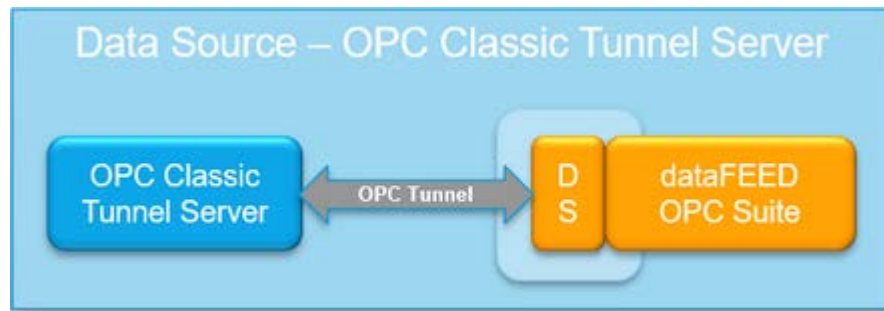 Data Source – OPC Classic Tunnel Server
OPC Classic
Tunnel Server
OPC Tunnel
D
S
dataFEED
OPC Suite